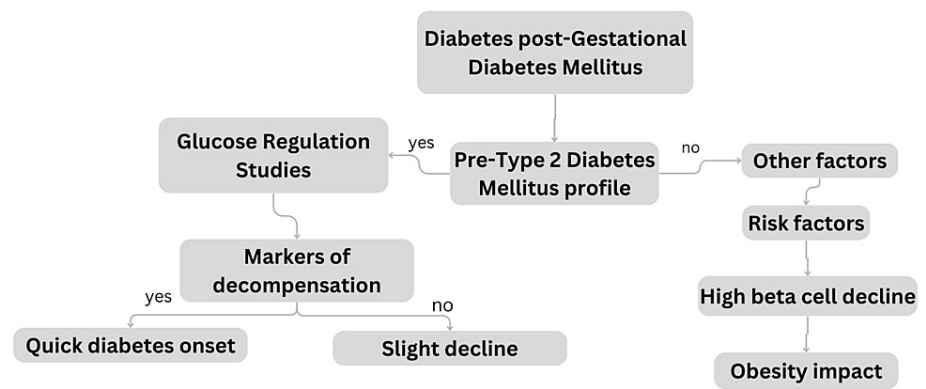 Diabetes post-Gestational
Diabetes Mellitus
yes
Glucose Regulation
Studies
Pre-Type 2 Diabetes
Mellitus profile
no
Other factors
Risk factors
Markers of
decompensation
High beta cell decline
yes
no
Quick diabetes onset
Slight decline
Obesity impact